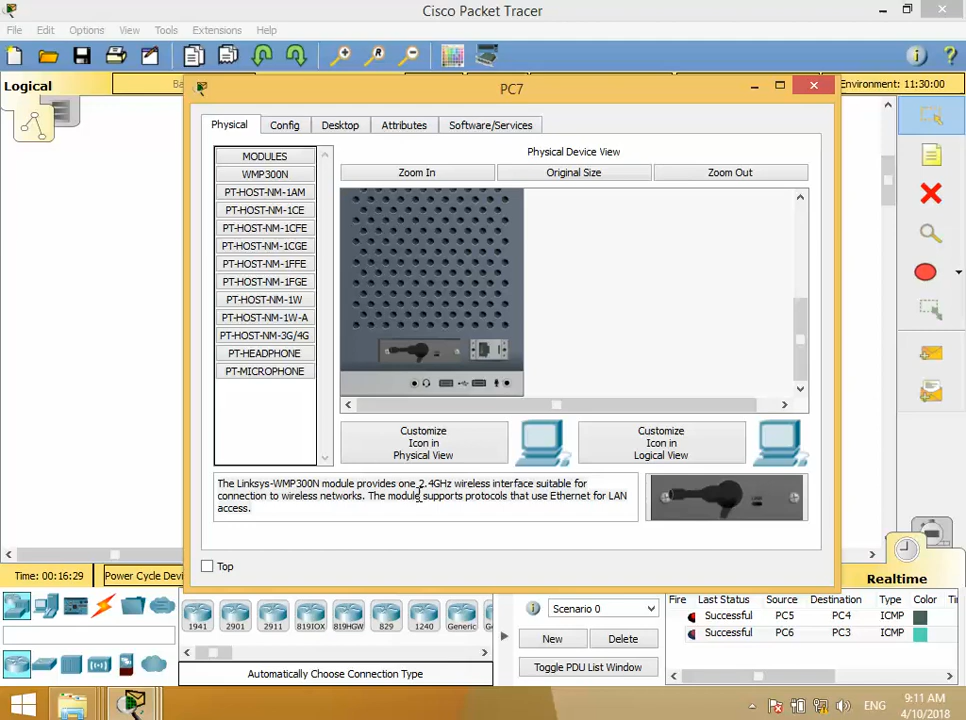 Cisco Packet Tracer
File Edit Options View Tools Extensions Help
Logical
Ba
Environment: 11:30:00
PC7
Physical Config Desktop Attributes Software/Services
MODULES
WMP300N
PT-HOST-NM-1AM
PT-HOST-NM-1CE
PT-HOST-NM-1CFE
PT-HOST-NM-1CGE
PT-HOST-NM-1FFE
PT-HOST-NM-1FGE
PT-HOST-NM-1W
PT-HOST-NM-1W-A
PT-HOST-NM-3G/4G
PT-HEADPHONE
PT-MICROPHONE
Physical Device View
Zoom In Original Size Zoom Out
Customize
Icon in
Physical View
Customize
Icon in
Logical View
The Linksys-WMP300N module provides one 2.4GHz wireless interface suitable for
connection to wireless networks. The module supports protocols that use Ethernet for LAN
access.
Top
Time: 00:16:29 Power Cycle Devi
Realtime
1941 2901 2911 819IOX 819HGW 829 1240 Generic Ge
Automatically Choose Connection Type
Scenario 0
New Delete
Toggle PDU List Window
Fire Last Status Source Destination Type Color Tir
Successful PC5 PC4 ICMP
Successful PC6 PC3 ICMP
ENG
9:11 AM
4/10/2018